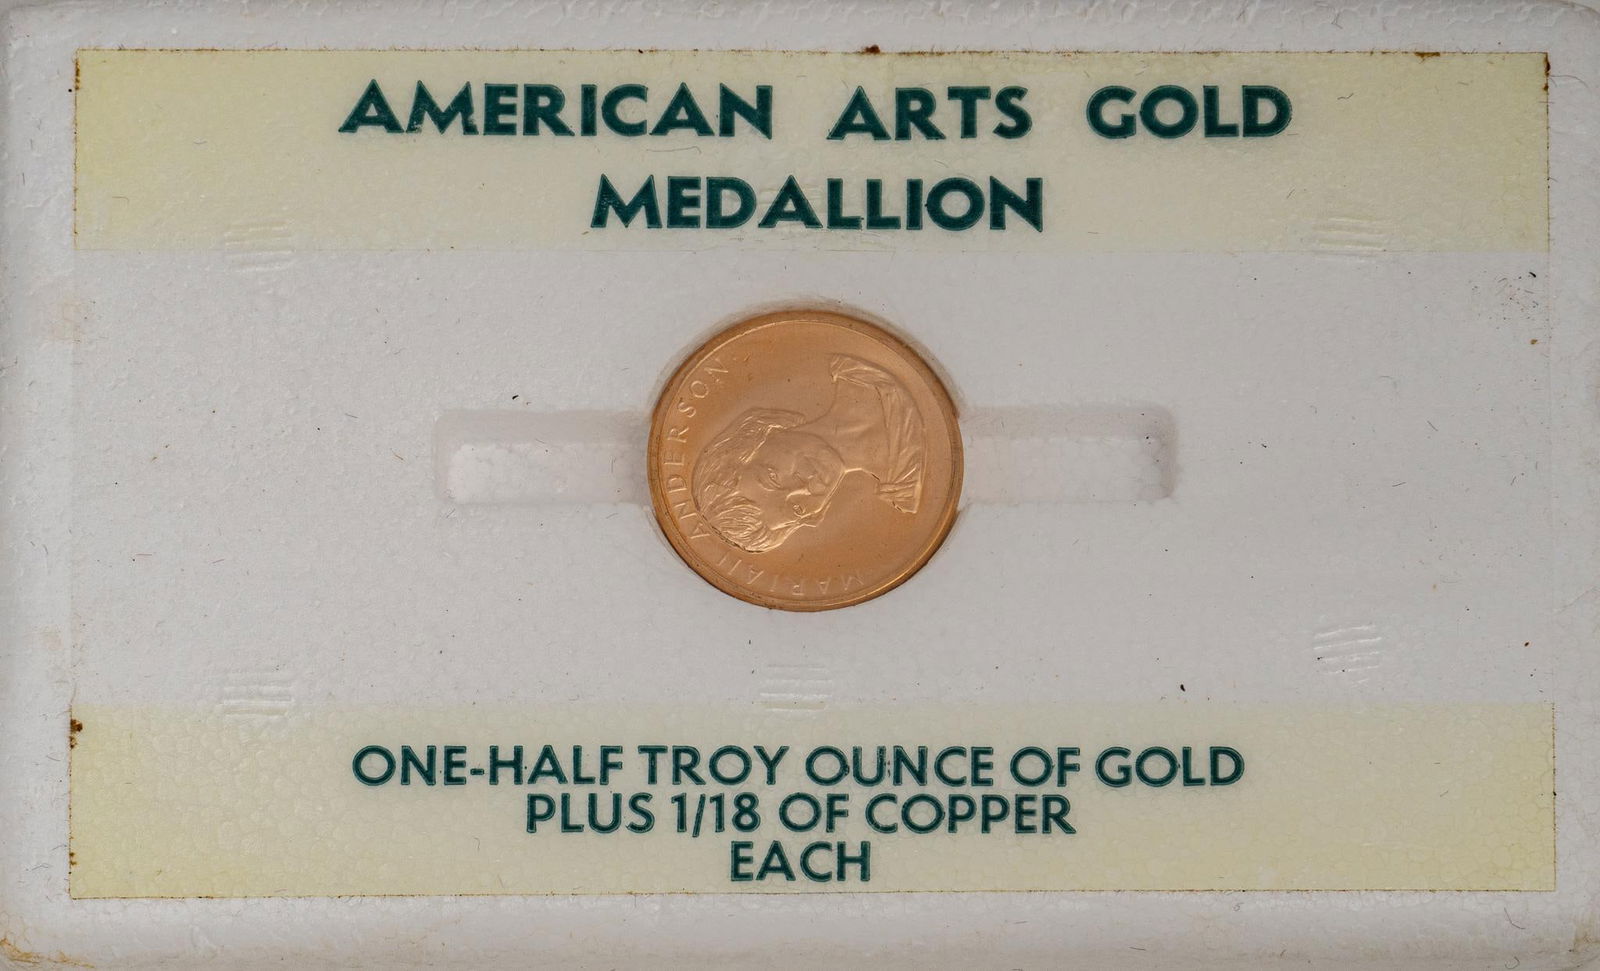 AMERICAN ARTS GOLD
MEDALLION
MARIAN ANDERSON
ONE-HALF TROY OUNCE OF GOLD
PLUS 1/18 OF COPPER
EACH